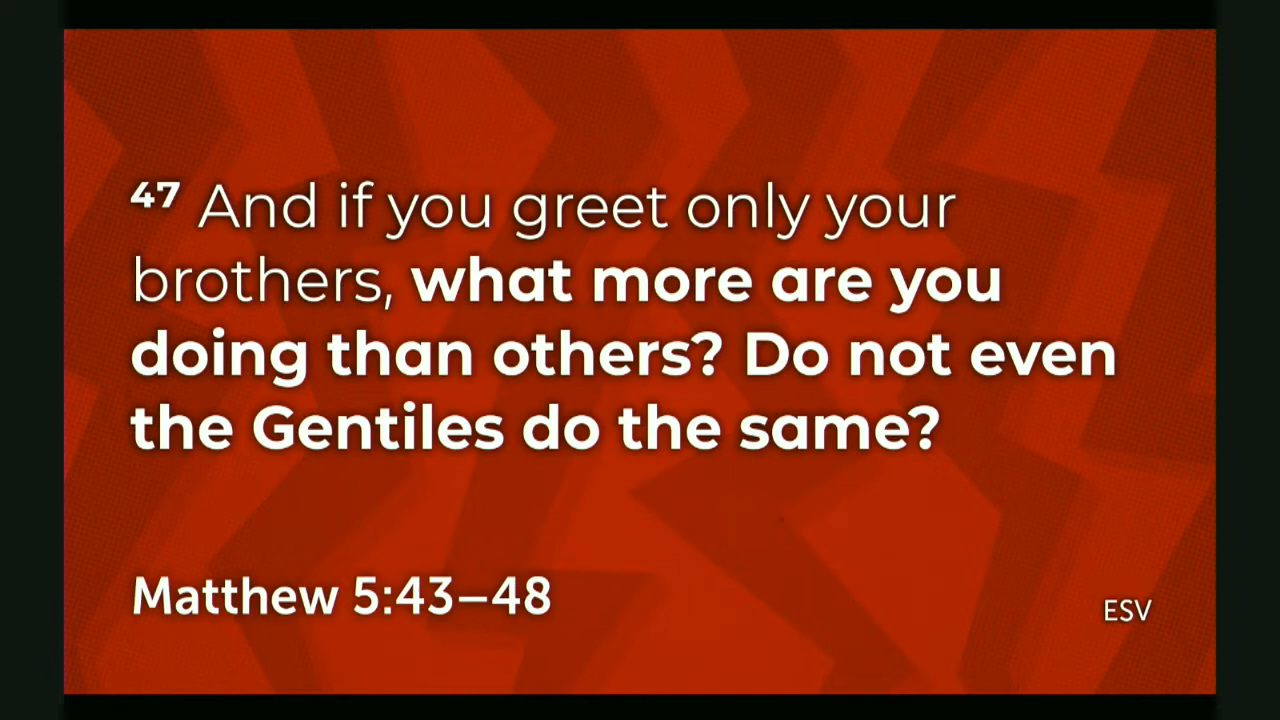 47 And if you greet only your
brothers, what more are you
doing than others? Do not even
the Gentiles do the same?
Matthew 5:43–48
ESV